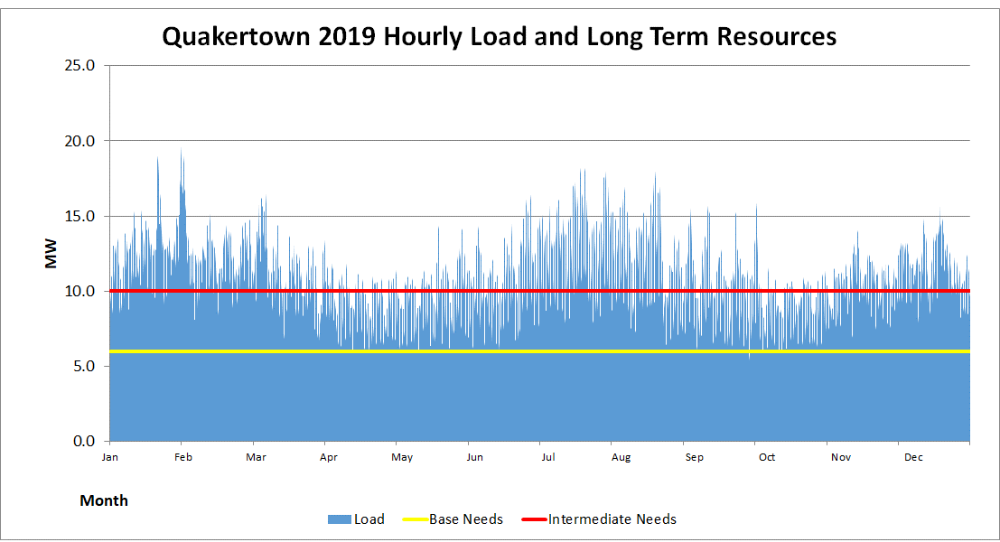 Quakertown 2019 Hourly Load and Long Term Resources
25.0
20.0
15.0
10.0
5.0
0.0
MW
Jan Feb Mar Apr May Jun Jul Aug Sep Oct Nov Dec
Month
Load Base Needs Intermediate Needs